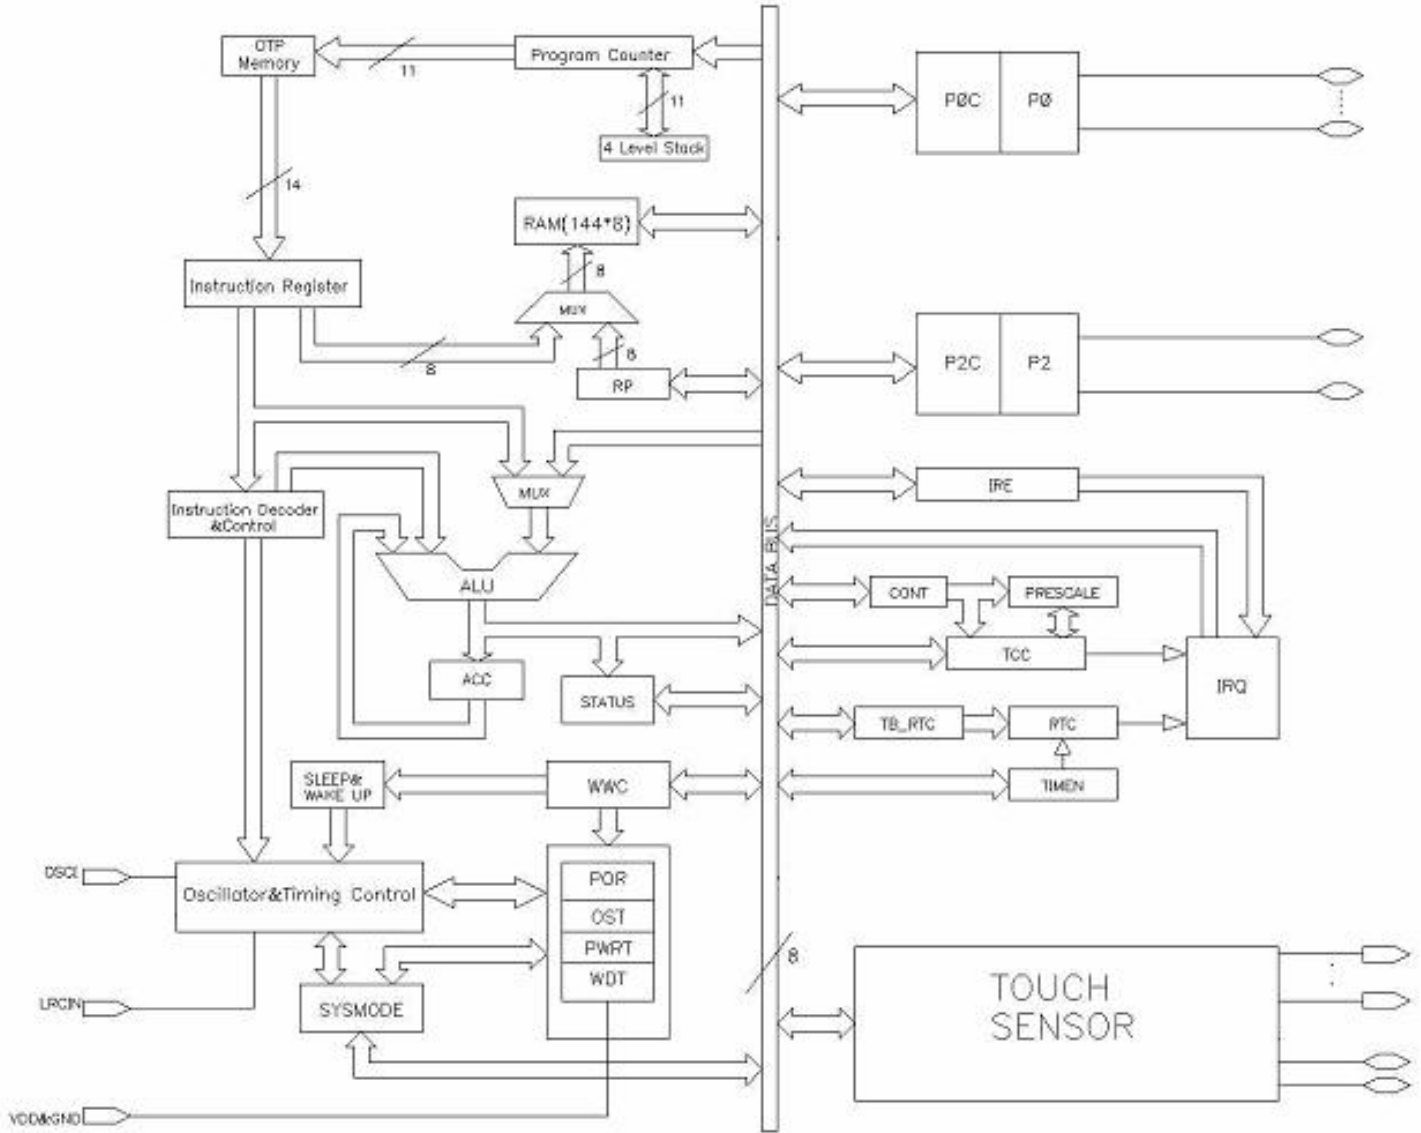 OTP
Memory
11
Program Counter
11
4 Level Stack
PØC
PØ
14
RAM(144*8)
8
Instruction Register
MUX
8
8
RP
P2C
P2
MUX
IRE
Instruction Decoder
&Control
DATA BUS
ALU
CONT
PRESCALE
TCC
ACC
STATUS
IRQ
TB_RTC
RTC
SLEEP&
WAKE UP
WWC
TIMEN
OSCI
Oscillator&Timing Control
POR
OST
PWRT
WDT
8
LRCIN
SYSMODE
TOUCH
SENSOR
VDD&GND